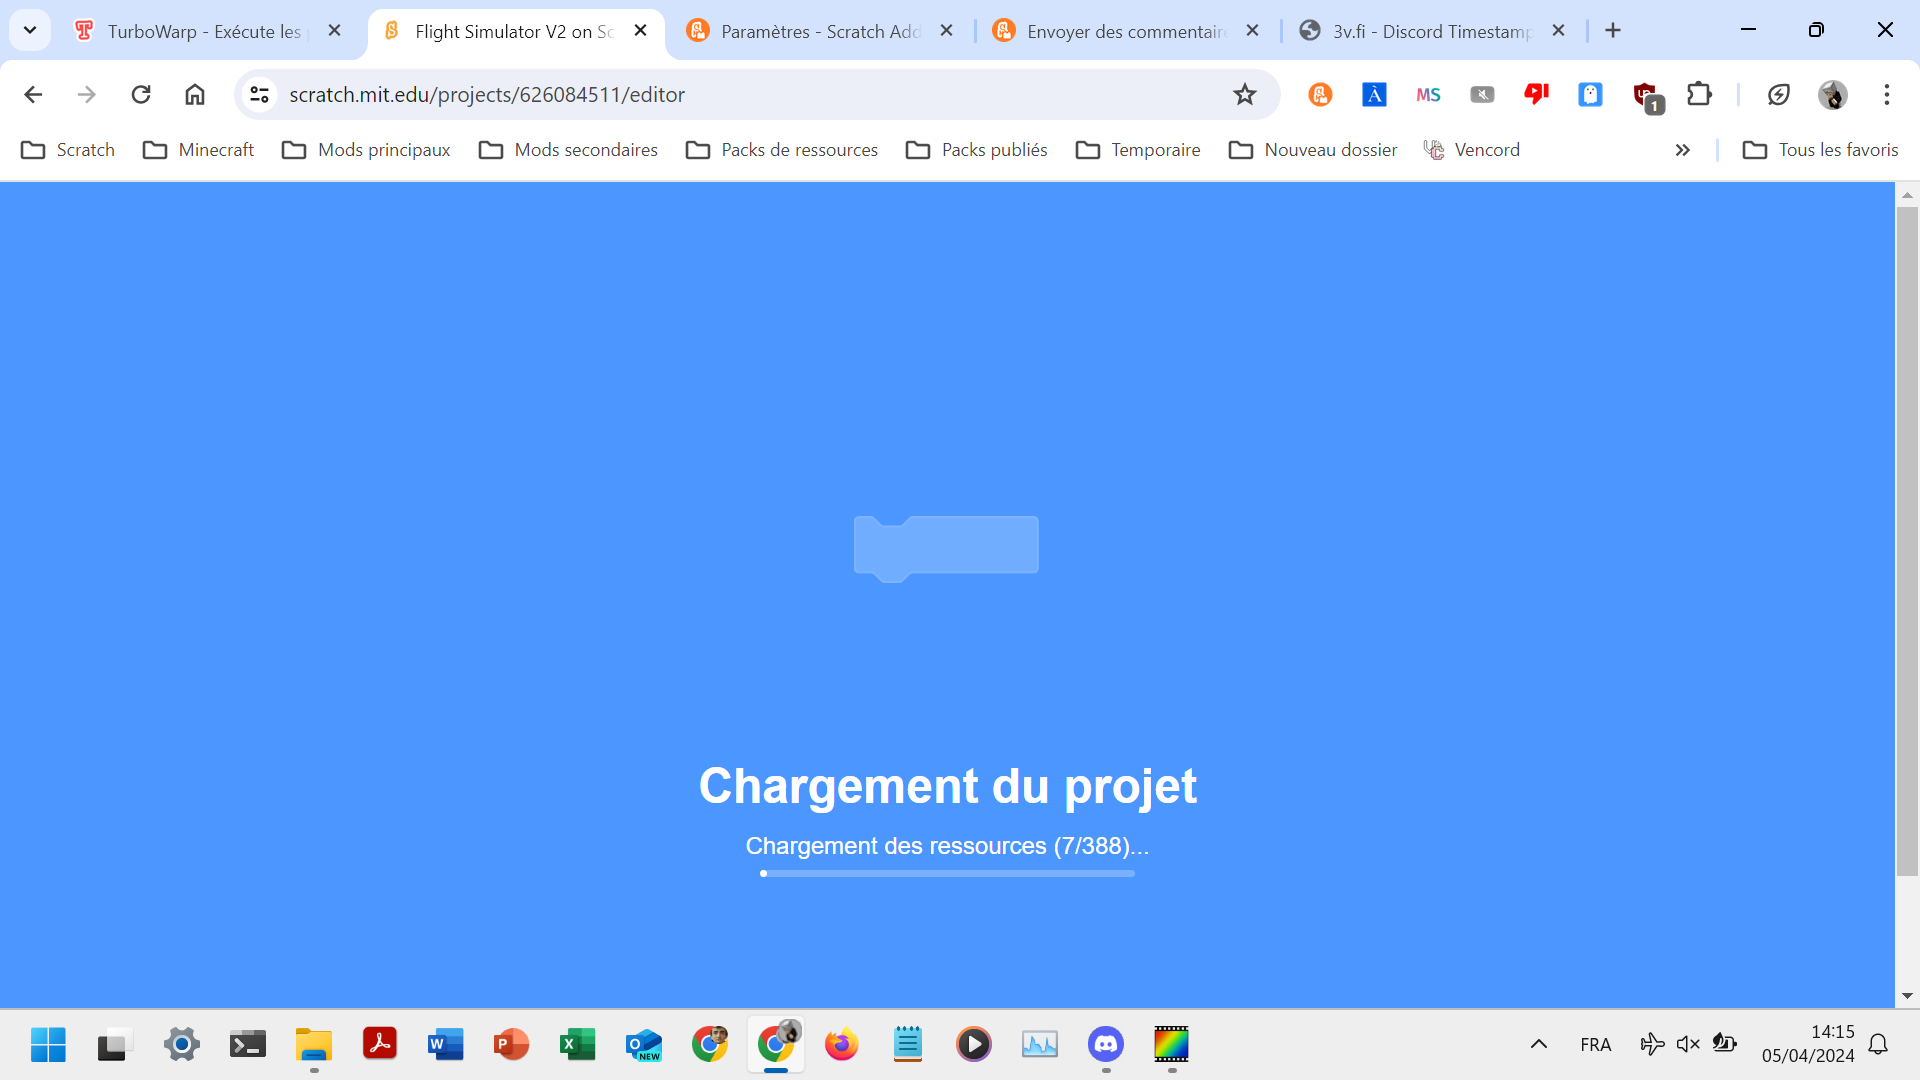 TurboWarp - Exécute les
Flight Simulator V2 on Sc
Paramètres - Scratch Add
Envoyer des commentair
3v.fi - Discord Timestamp
scratch.mit.edu/projects/626084511/editor
À
MS
1
Scratch
Minecraft
Mods principaux
Mods secondaires
Packs de ressources
Packs publiés
Temporaire
Nouveau dossier
Vencord
Tous les favoris
Chargement du projet
Chargement des ressources (7/388)...
NEW
FRA
14:15
05/04/2024